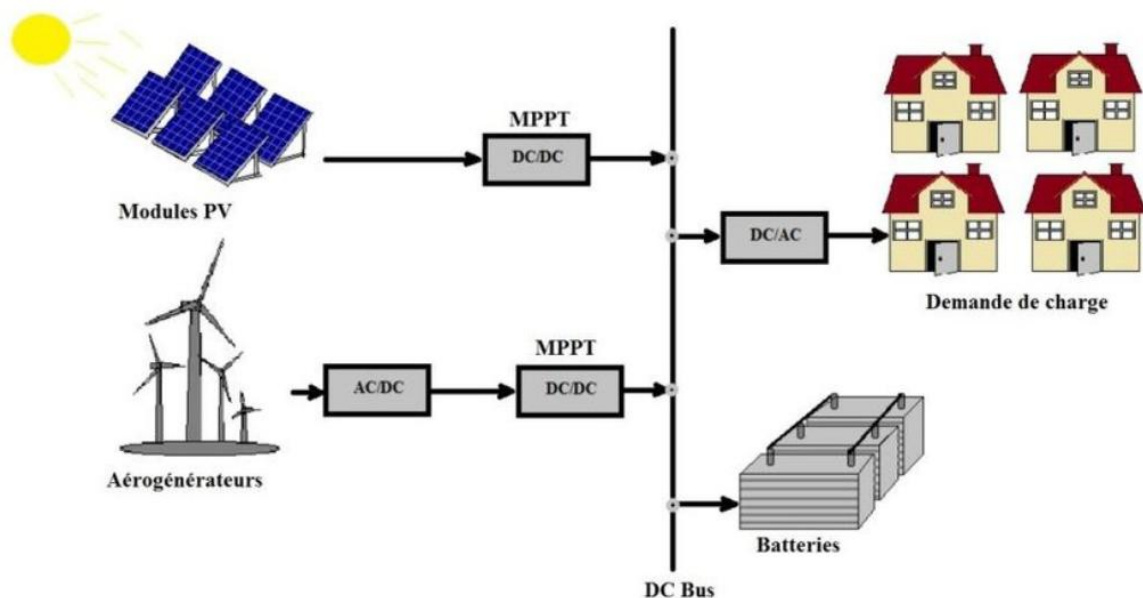 MPPT
DC/DC
Modules PV
DC/AC
Demande de charge
MPPT
AC/DC
DC/DC
Aérogénérateurs
Batteries
DC Bus